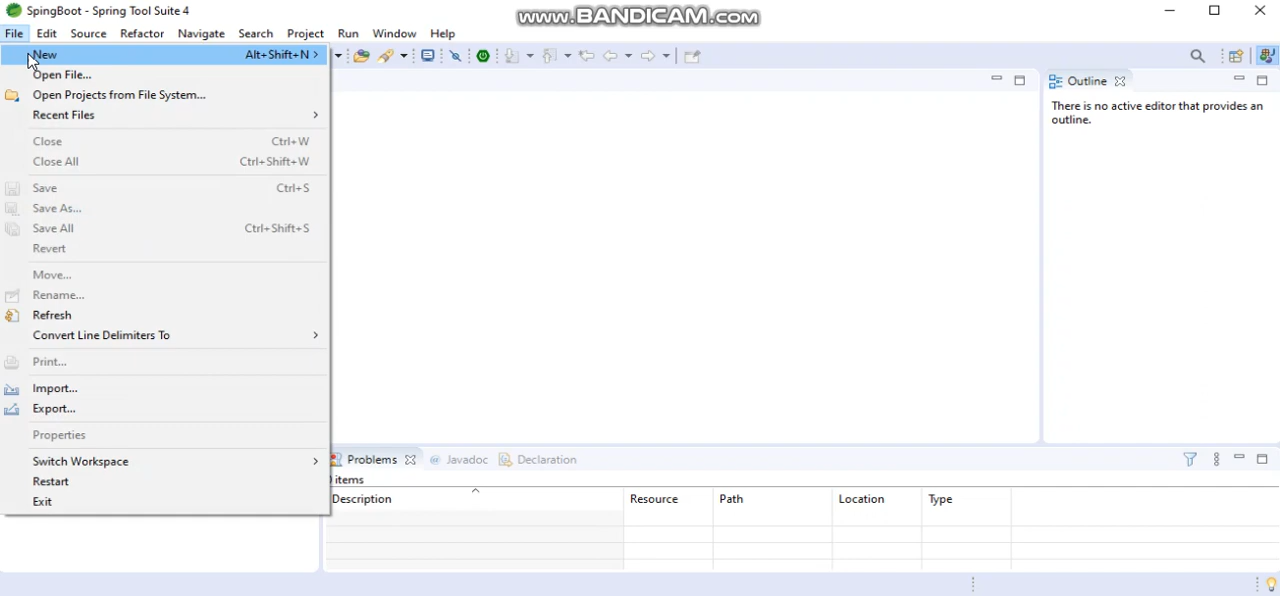 SpingBoot - Spring Tool Suite 4
www.BANDICAM.com
File Edit Source Refactor Navigate Search Project Run Window Help
New Alt+Shift+N
Open File...
Open Projects from File System...
Recent Files
Close Ctrl+W
Close All Ctrl+Shift+W
Save Ctrl+S
Save As...
Save All Ctrl+Shift+S
Revert
Move...
Rename...
Refresh
Convert Line Delimiters To
Print...
Import...
Export...
Properties
Switch Workspace
Restart
Exit
Outline
There is no active editor that provides an
outline.
Problems Javadoc Declaration
items
Description Resource Path Location Type